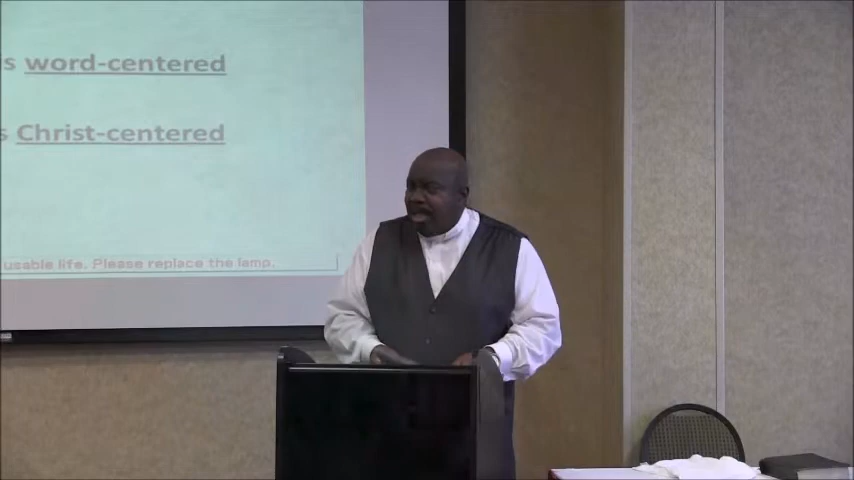 s word-centered
s Christ-centered
usable life. Please replace the lamp.